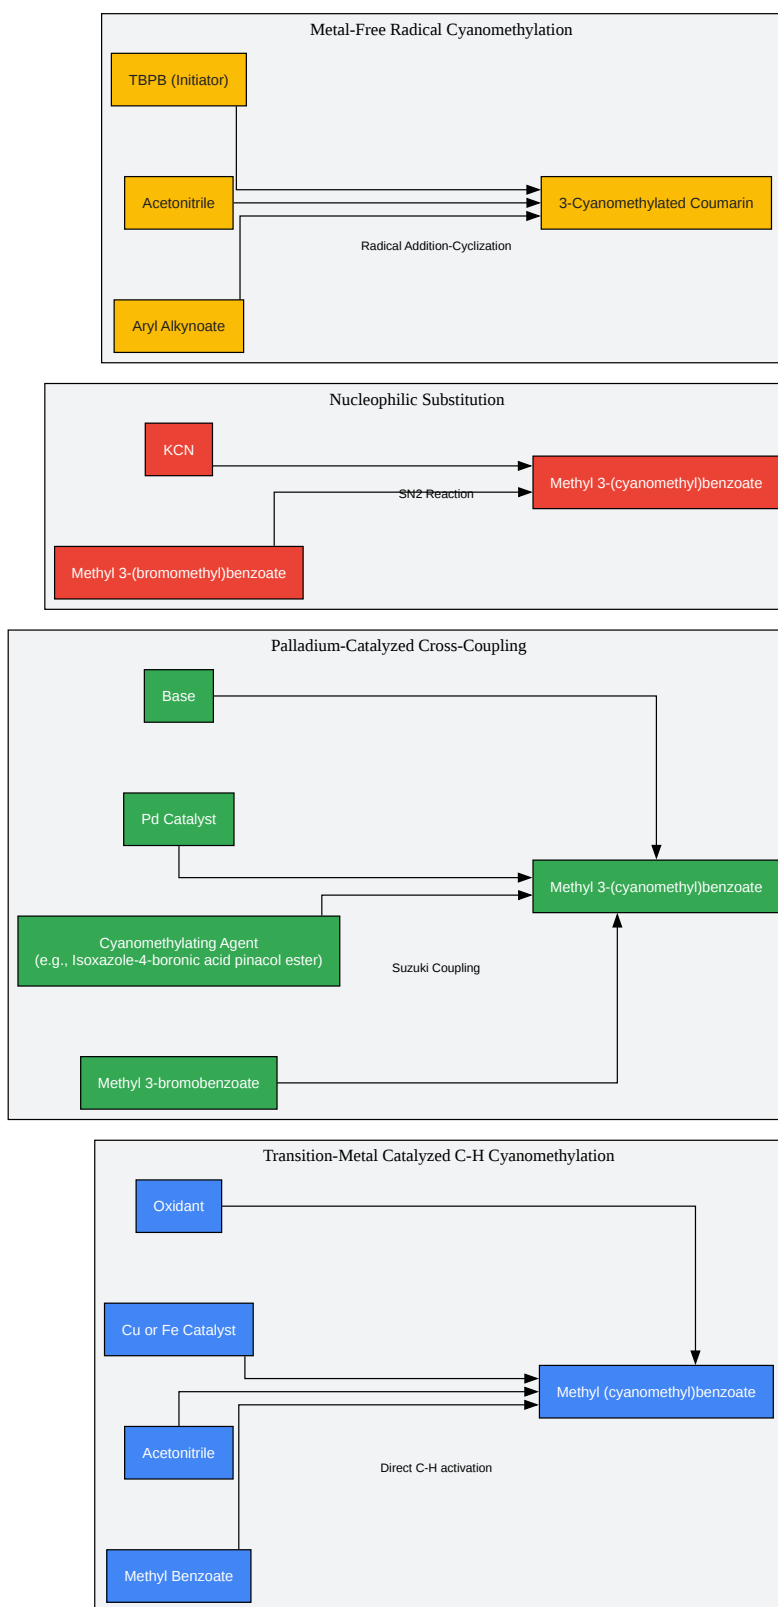 Metal-Free Radical Cyanomethylation
TBPB (Initiator)
Acetonitrile
3-Cyanomethylated Coumarin
Radical Addition-Cyclization
Aryl Alkynoate
Nucleophilic Substitution
KCN
Methyl 3-(cyanomethyl)benzoate
SN2 Reaction
Methyl 3-(bromomethyl)benzoate
Palladium-Catalyzed Cross-Coupling
Base
Pd Catalyst
Methyl 3-(cyanomethyl)benzoate
Cyanomethylating Agent
(e.g., Isoxazole-4-boronic acid pinacol ester)
Suzuki Coupling
Methyl 3-bromobenzoate
Transition-Metal Catalyzed C-H Cyanomethylation
Oxidant
Cu or Fe Catalyst
Methyl (cyanomethyl)benzoate
Acetonitrile
Direct C-H activation
Methyl Benzoate